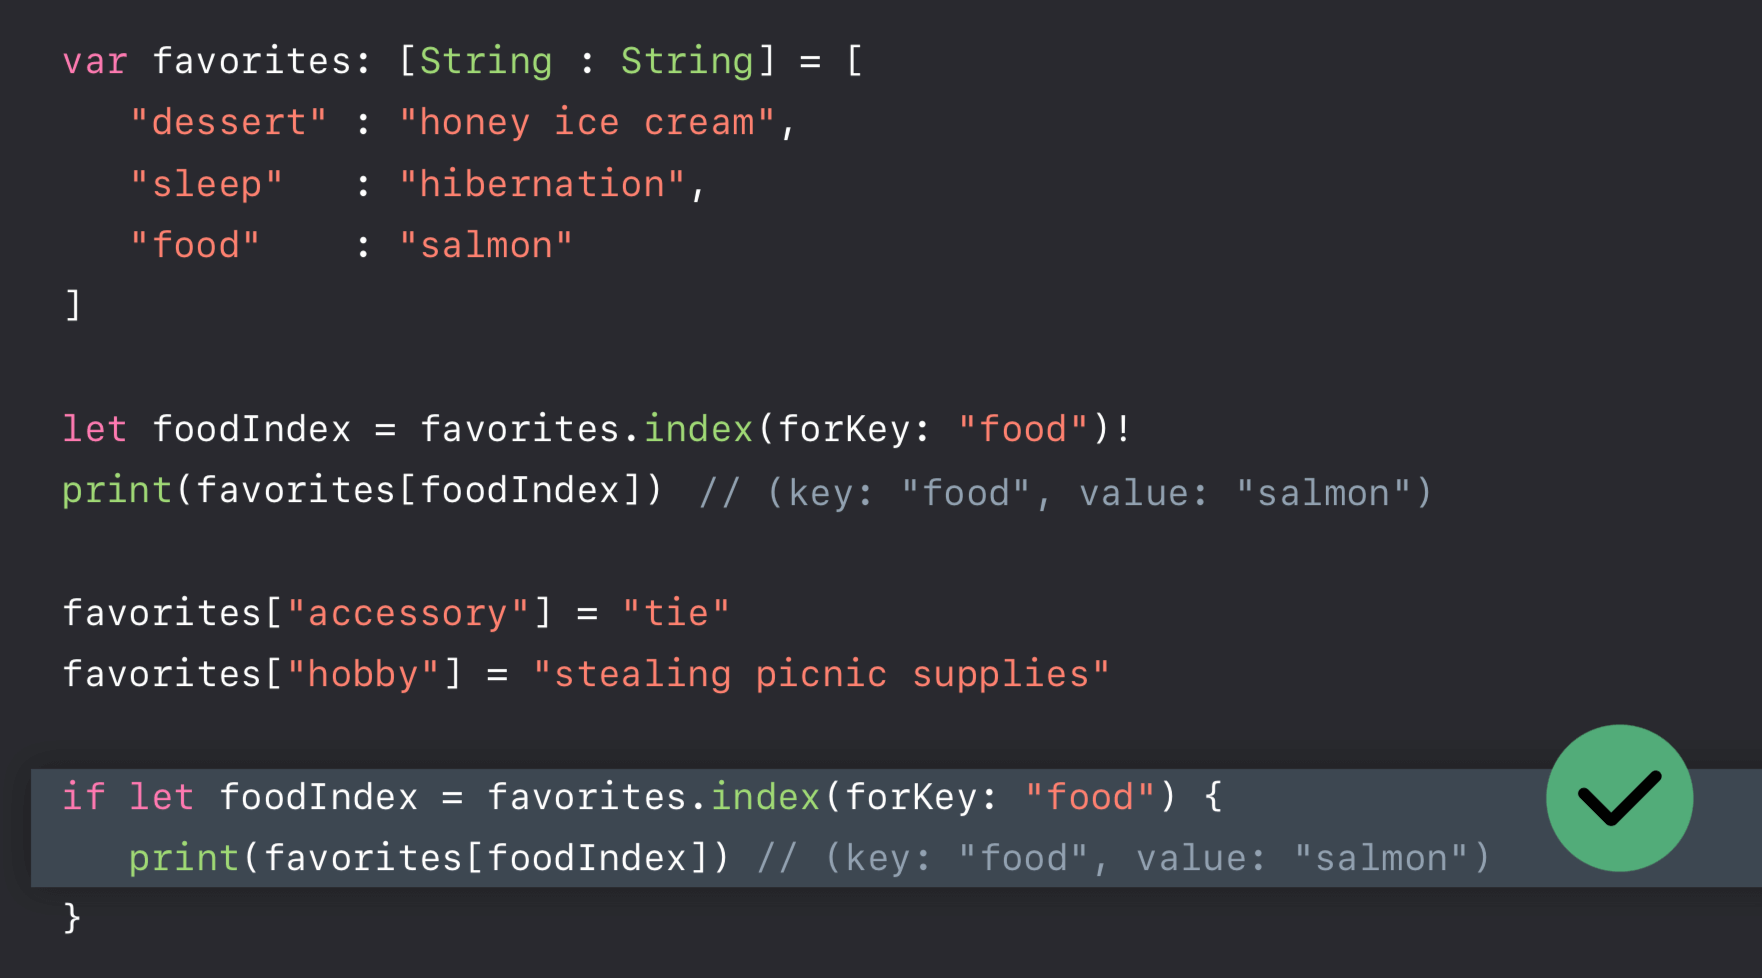 var favorites: [String : String] = [
   "dessert" : "honey ice cream",
   "sleep"   : "hibernation",
   "food"    : "salmon"
]
let foodIndex = favorites.index(forKey: "food")!
print(favorites[foodIndex]) // (key: "food", value: "salmon")
favorites["accessory"] = "tie"
favorites["hobby"] = "stealing picnic supplies"
if let foodIndex = favorites.index(forKey: "food") {
   print(favorites[foodIndex]) // (key: "food", value: "salmon")
}